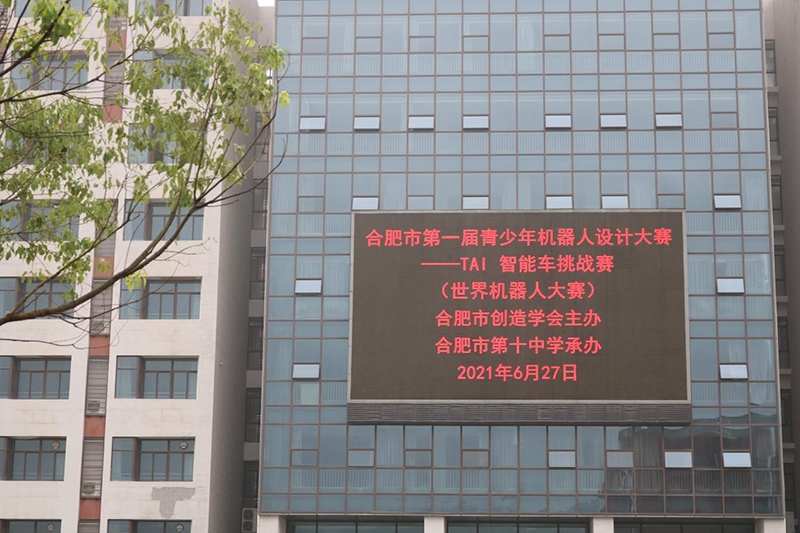 合肥市第一届青少年机器人设计大赛
——TAI 智能车挑战赛
（世界机器人大赛）
合肥市创造学会主办
合肥市第十中学承办
2021年6月27日